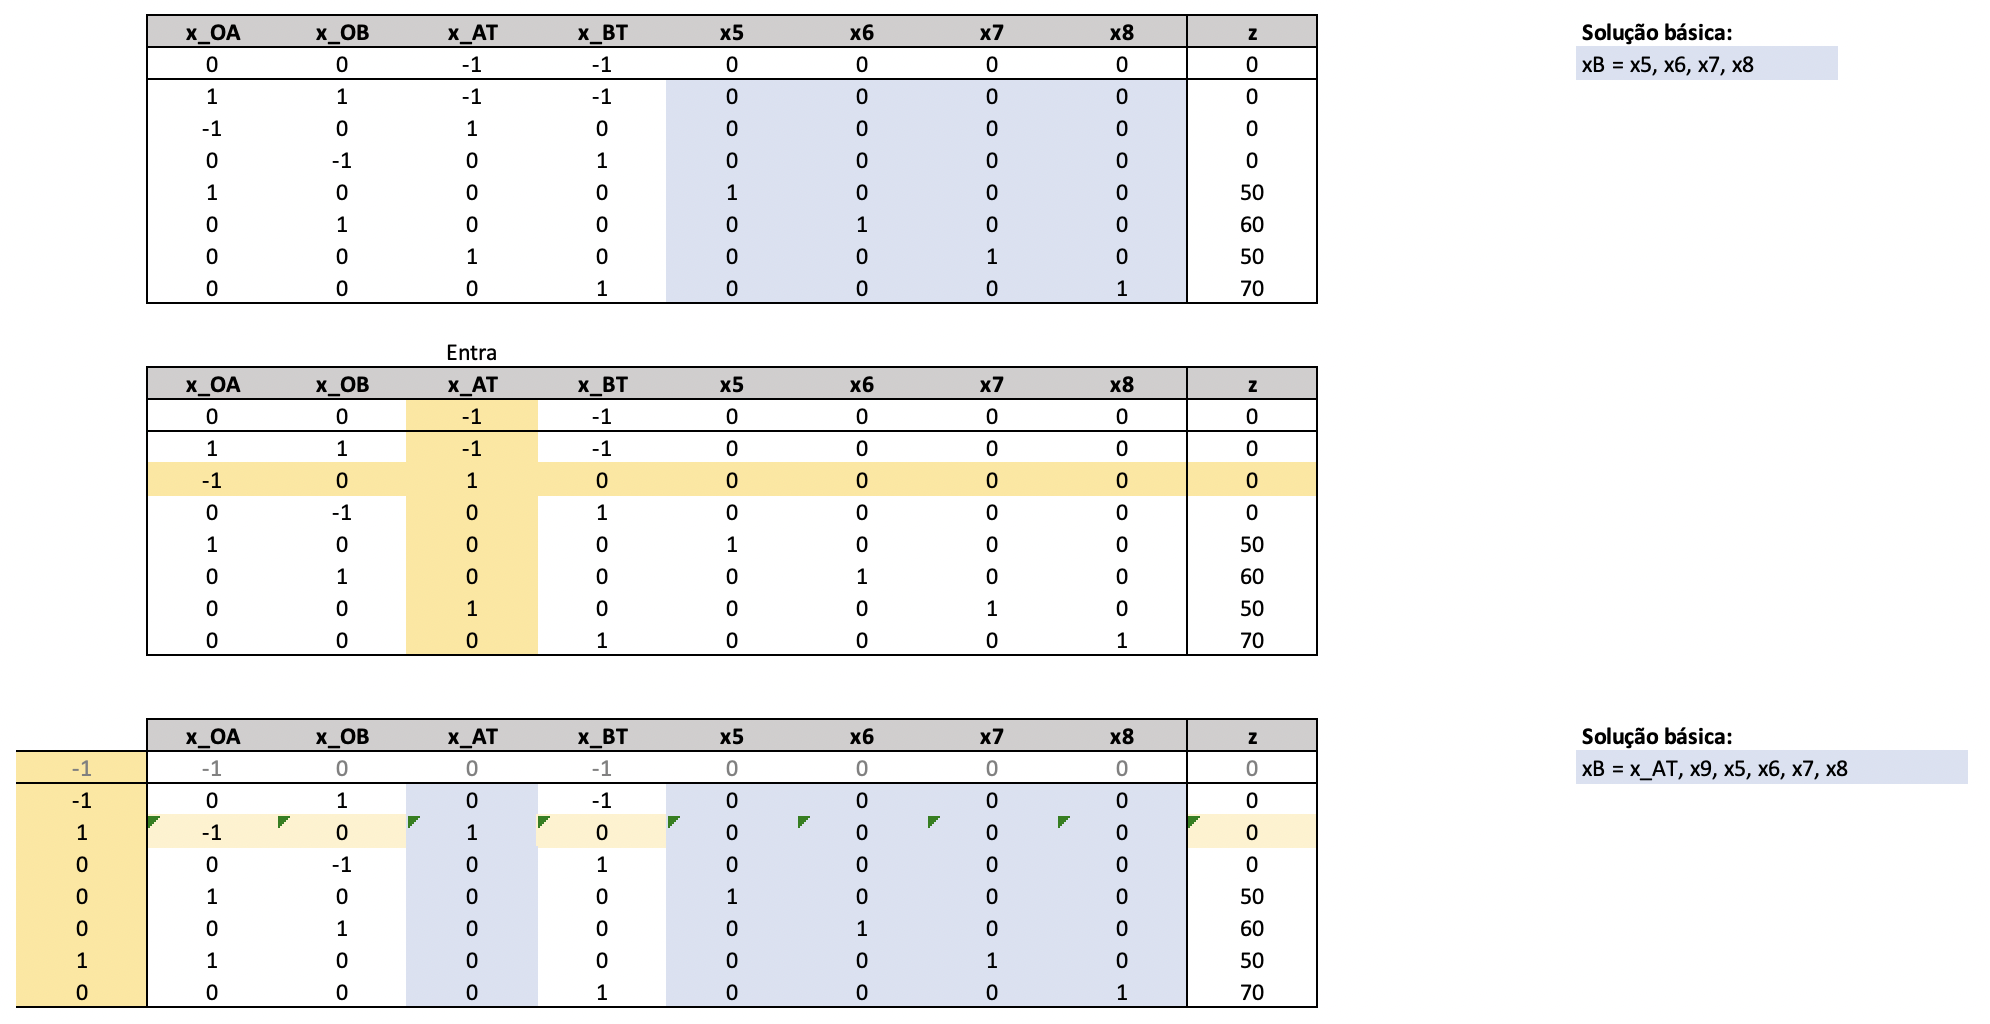 x_OA x_OB x_AT x_BT x5 x6 x7 x8 z Solução básica:
0 0 -1 -1 0 0 0 0 0 xB = x5, x6, x7, x8
1 1 -1 -1 0 0 0 0 0
-1 0 1 0 0 0 0 0 0
0 -1 0 1 0 0 0 0 0
1 0 0 0 1 0 0 0 50
0 1 0 0 0 1 0 0 60
0 0 1 0 0 0 1 0 50
0 0 0 1 0 0 0 1 70
Entra
x_OA x_OB x_AT x_BT x5 x6 x7 x8 z
0 0 -1 -1 0 0 0 0 0
1 1 -1 -1 0 0 0 0 0
-1 0 1 0 0 0 0 0 0
0 -1 0 1 0 0 0 0 0
1 0 0 0 1 0 0 0 50
0 1 0 0 0 1 0 0 60
0 0 1 0 0 0 1 0 50
0 0 0 1 0 0 0 1 70
x_OA x_OB x_AT x_BT x5 x6 x7 x8 z Solução básica:
-1 -1 0 0 -1 0 0 0 0 0 xB = x_AT, x9, x5, x6, x7, x8
-1 0 1 0 -1 0 0 0 0 0
1 -1 0 1 0 0 0 0 0 0
0 0 -1 0 1 0 0 0 0 0
0 1 0 0 0 1 0 0 0 50
0 0 1 0 0 0 1 0 0 60
1 1 0 0 0 0 0 1 0 50
0 0 0 0 1 0 0 0 1 70